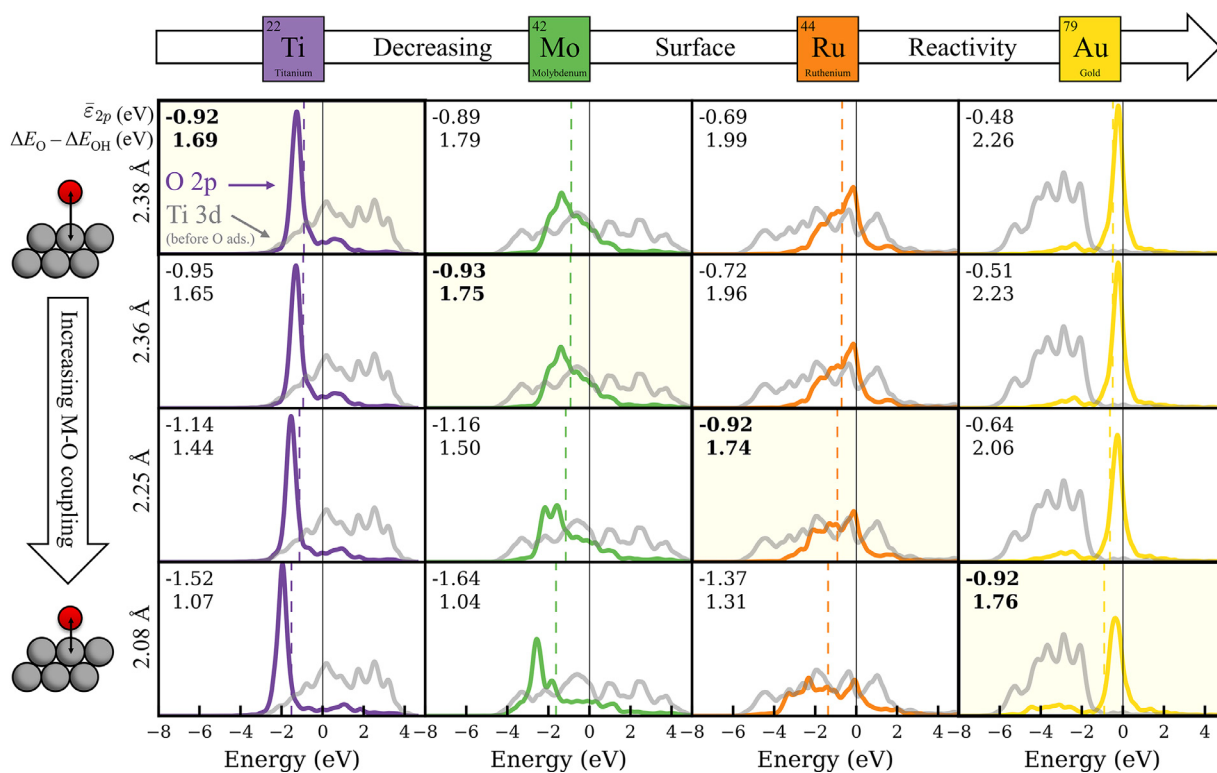 22
Ti
Titanium
Decreasing
42
Mo
Molybdenum
Surface
44
Ru
Ruthenium
Reactivity
79
Au
Gold
ε̄2p (eV)
ΔEO − ΔEOH (eV)
-0.92
1.69
-0.89
1.79
-0.69
1.99
-0.48
2.26
2.38 Å
O 2p
Ti 3d
(before O ads.)
-0.95
1.65
-0.93
1.75
-0.72
1.96
-0.51
2.23
2.36 Å
Increasing M-O coupling
-1.14
1.44
-1.16
1.50
-0.92
1.74
-0.64
2.06
2.25 Å
-1.52
1.07
-1.64
1.04
-1.37
1.31
-0.92
1.76
2.08 Å
−8 −6 −4 −2 0 2 4 −8 −6 −4 −2 0 2 4 −8 −6 −4 −2 0 2 4 −8 −6 −4 −2 0 2 4
Energy (eV) Energy (eV) Energy (eV) Energy (eV)